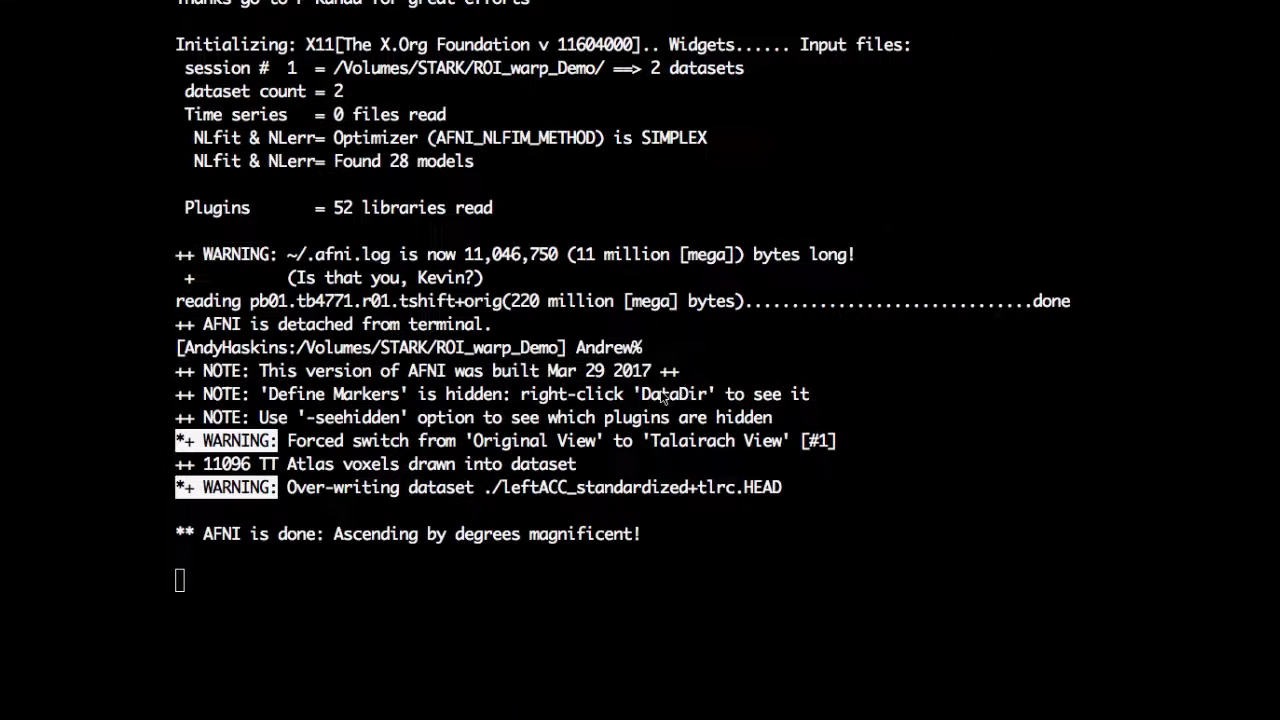 Thanks go to P Kundu for great efforts
Initializing: X11[The X.Org Foundation v 11604000].. Widgets...... Input files:
session #  1  = /Volumes/STARK/ROI_warp_Demo/ ==> 2 datasets
dataset count = 2
Time series   = 0 files read
NLfit & NLerr= Optimizer (AFNI_NLFIM_METHOD) is SIMPLEX
NLfit & NLerr= Found 28 models
Plugins       = 52 libraries read
++ WARNING: ~/.afni.log is now 11,046,750 (11 million [mega]) bytes long!
+          (Is that you, Kevin?)
reading pb01.tb4771.r01.tshift+orig(220 million [mega] bytes)...............................done
++ AFNI is detached from terminal.
[AndyHaskins:/Volumes/STARK/ROI_warp_Demo] Andrew%
++ NOTE: This version of AFNI was built Mar 29 2017 ++
++ NOTE: 'Define Markers' is hidden: right-click 'DataDir' to see it
++ NOTE: Use '-seehidden' option to see which plugins are hidden
*+ WARNING: Forced switch from 'Original View' to 'Talairach View' [#1]
++ 11096 TT Atlas voxels drawn into dataset
*+ WARNING: Over-writing dataset ./leftACC_standardized+tlrc.HEAD
** AFNI is done: Ascending by degrees magnificent!